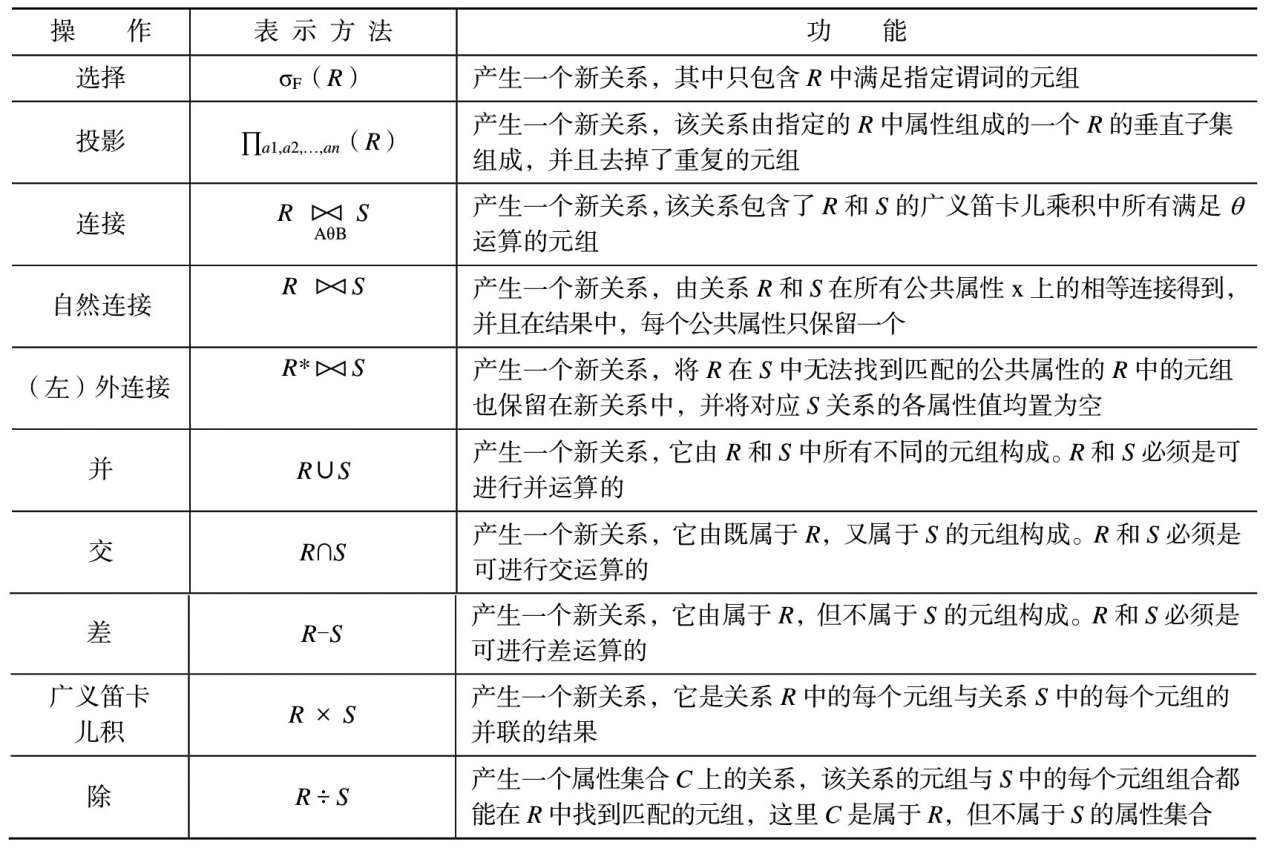 操 作 表 示 方 法 功 能
选择 σF（R） 产生一个新关系，其中只包含 R 中满足指定谓词的元组
投影 ∏a1,a2,…,an（R） 产生一个新关系，该关系由指定的 R 中属性组成的一个 R 的垂直子集
组成，并且去掉了重复的元组
连接 R ⋈ S 产生一个新关系，该关系包含了 R 和 S 的广义笛卡儿乘积中所有满足 θ
AθB 运算的元组
自然连接 R ⋈ S 产生一个新关系，由关系 R 和 S 在所有公共属性 x 上的相等连接得到，
并且在结果中，每个公共属性只保留一个
（左）外连接 R*⋈ S 产生一个新关系，将 R 在 S 中无法找到匹配的公共属性的 R 中的元组
也保留在新关系中，并将对应 S 关系的各属性值均置为空
并 R∪S 产生一个新关系，它由 R 和 S 中所有不同的元组构成。R 和 S 必须是可
进行并运算的
交 R∩S 产生一个新关系，它由既属于 R，又属于 S 的元组构成。R 和 S 必须是
可进行交运算的
差 R−S 产生一个新关系，它由属于 R，但不属于 S 的元组构成。R 和 S 必须是
可进行差运算的
广义笛卡
儿积 R × S 产生一个新关系，它是关系 R 中的每个元组与关系 S 中的每个元组的
并联的结果
除 R ÷ S 产生一个属性集合 C 上的关系，该关系的元组与 S 中的每个元组组合都
能在 R 中找到匹配的元组，这里 C 是属于 R，但不属于 S 的属性集合